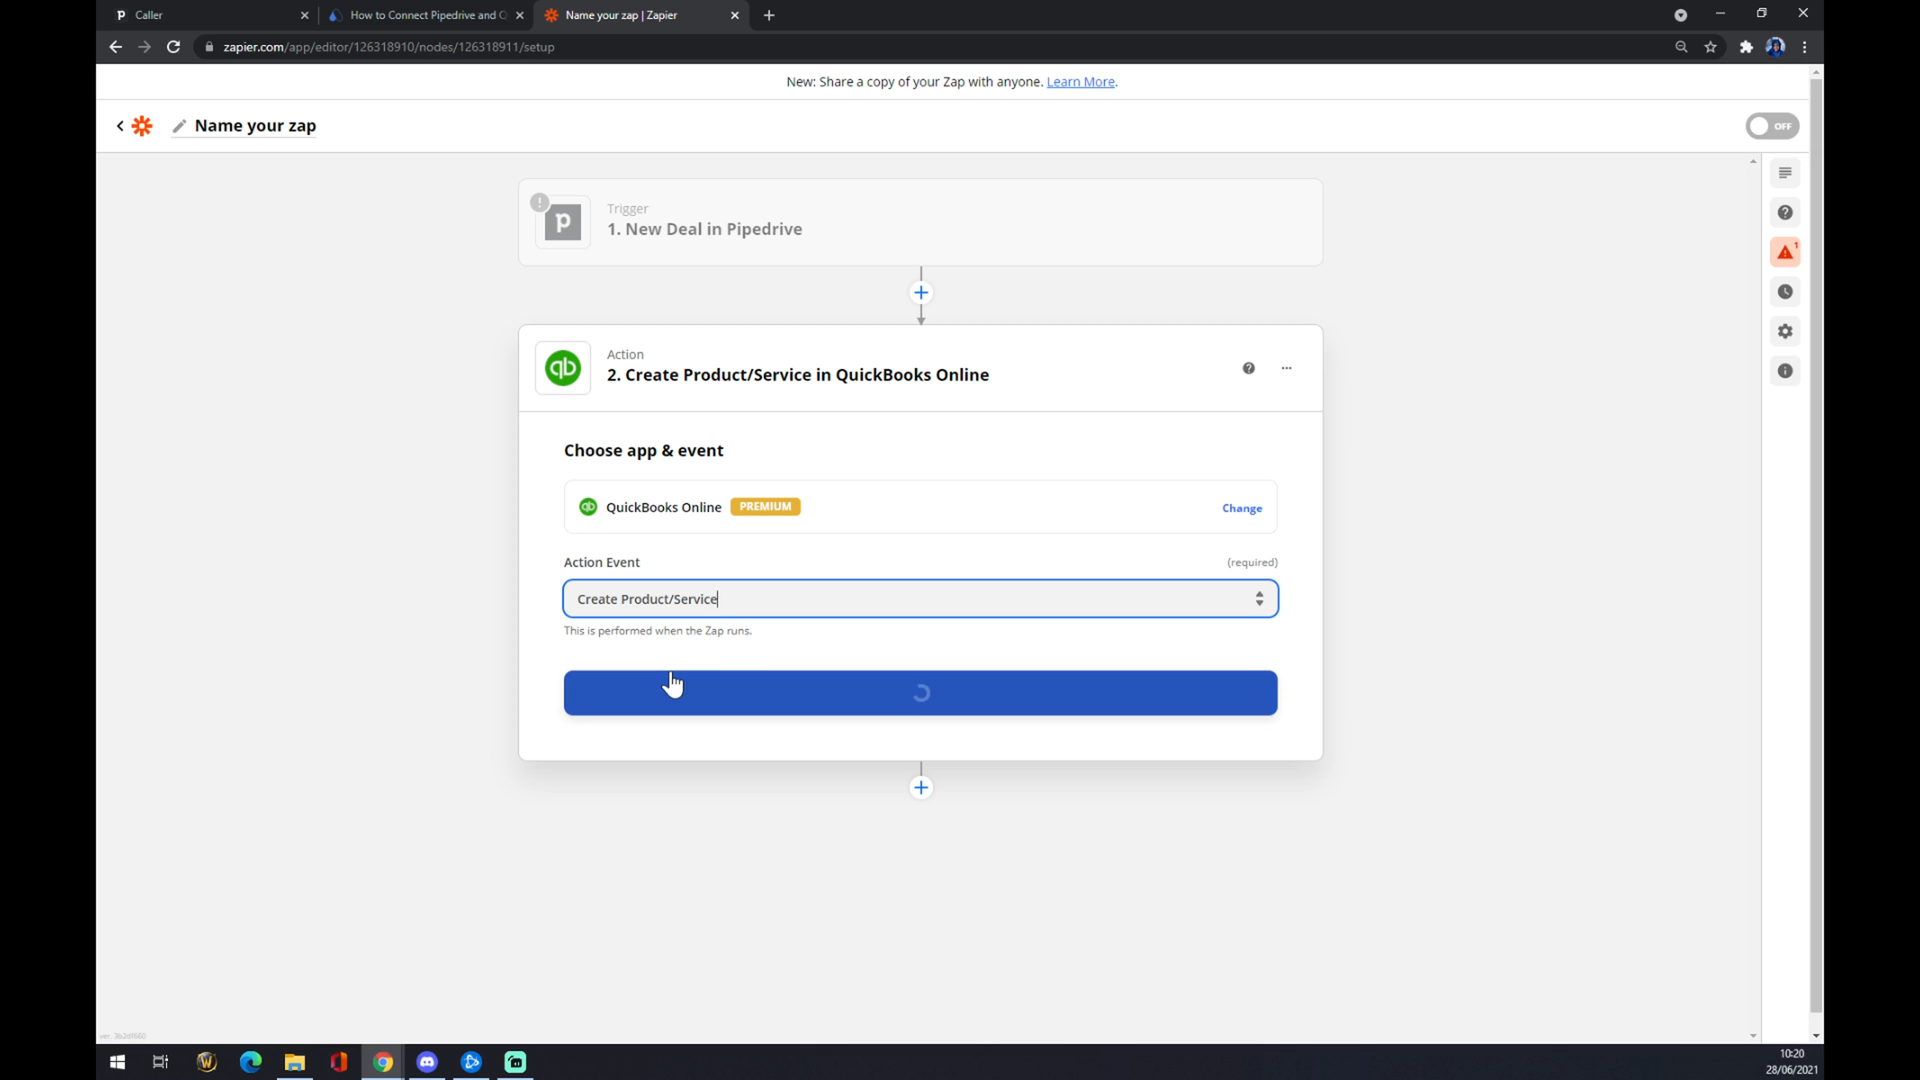 Caller
How to Connect Pipedrive and Q
Name your zap | Zapier
zapier.com/app/editor/126318910/nodes/126318911/setup
New: Share a copy of your Zap with anyone. Learn More.
Name your zap
OFF
Trigger
1. New Deal in Pipedrive
1
Action
2. Create Product/Service in QuickBooks Online
Choose app & event
QuickBooks Online PREMIUM
Change
Action Event
(required)
Create Product/Service
This is performed when the Zap runs.
10:20
28/06/2021